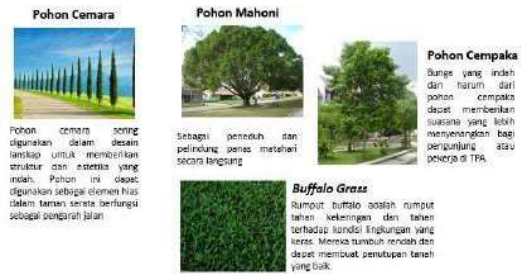 Pohon Cemara
Pohon cemara sering
digunakan dalam desain
lanskap untuk memberikan
struktur dan estetika yang
indah. Pohon ini dapat
digunakan sebagai elemen hias
dalam taman serata berfungsi
sebagai pengarah jalan
Pohon Mahoni
Sebagai peneduh dan
pelindung panas matahari
secara langsung
Pohon Cempaka
Bunga yang indah
dan harum dari
pohon cempaka
dapat memberikan
suasana yang lebih
menyenangkan bagi
pengunjung atau
pekerja di TPA.
Buffalo Grass
Rumput buffalo adalah rumput
tahan kekeringan dan tahan
terhadap kondisi lingkungan yang
keras. Mereka tumbuh rendah dan
dapat membuat penutupan tanah
yang baik